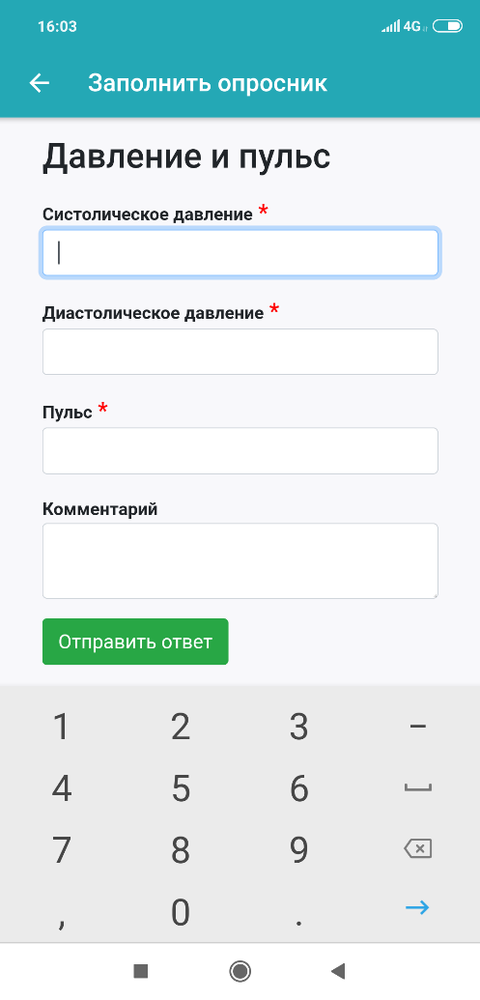 16:03
4G
Заполнить опросник
Давление и пульс
Систолическое давление *
Диастолическое давление *
Пульс *
Комментарий
Отправить ответ
1 2 3 –
4 5 6
7 8 9
, 0 .